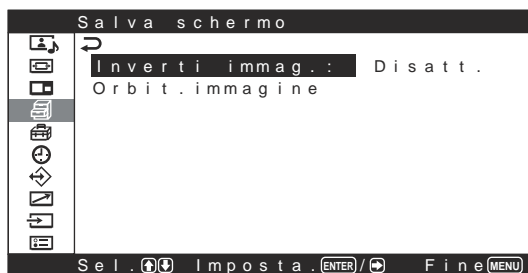 Salva schermo
Inverti immag.: Disatt.
Orbit.immagine
Sel. Imposta. ENTER / Fine MENU